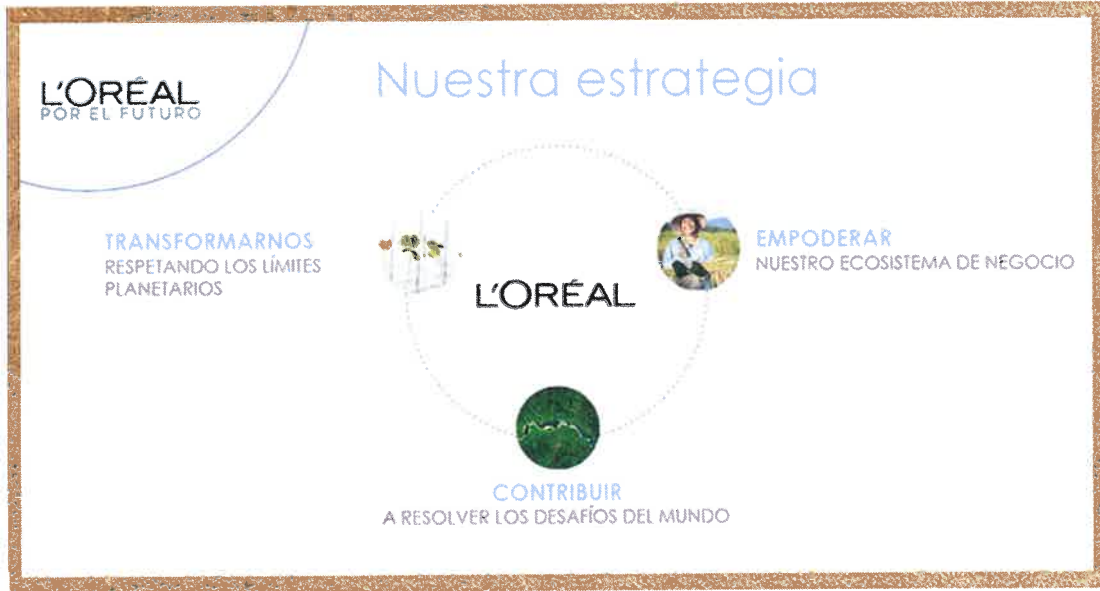 L'ORÉAL
POR EL FUTURO
Nuestra estrategia
TRANSFORMARNOS
RESPETANDO LOS LÍMITES
PLANETARIOS
L'ORÉAL
EMPODERAR
NUESTRO ECOSISTEMA DE NEGOCIO
CONTRIBUIR
A RESOLVER LOS DESAFÍOS DEL MUNDO